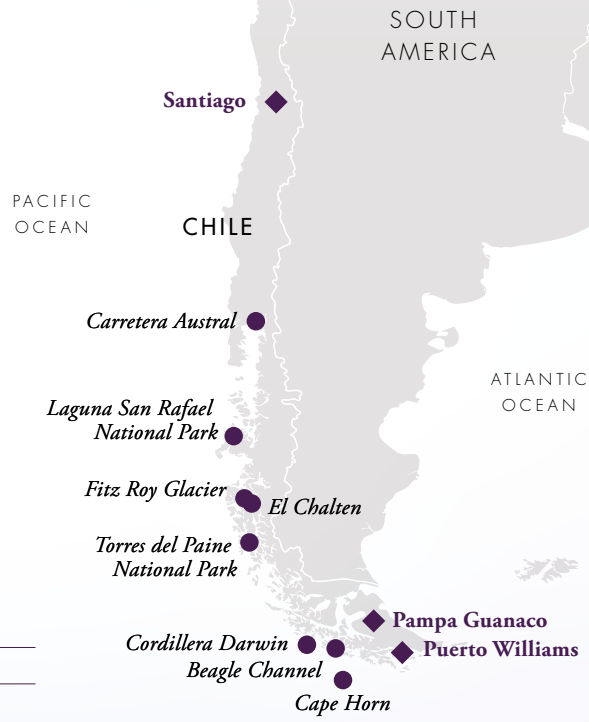 SOUTH
AMERICA
Santiago
PACIFIC
OCEAN
CHILE
Carretera Austral
ATLANTIC
OCEAN
Laguna San Rafael
National Park
Fitz Roy Glacier
El Chalten
Torres del Paine
National Park
Pampa Guanaco
Cordillera Darwin
Puerto Williams
Beagle Channel
Cape Horn